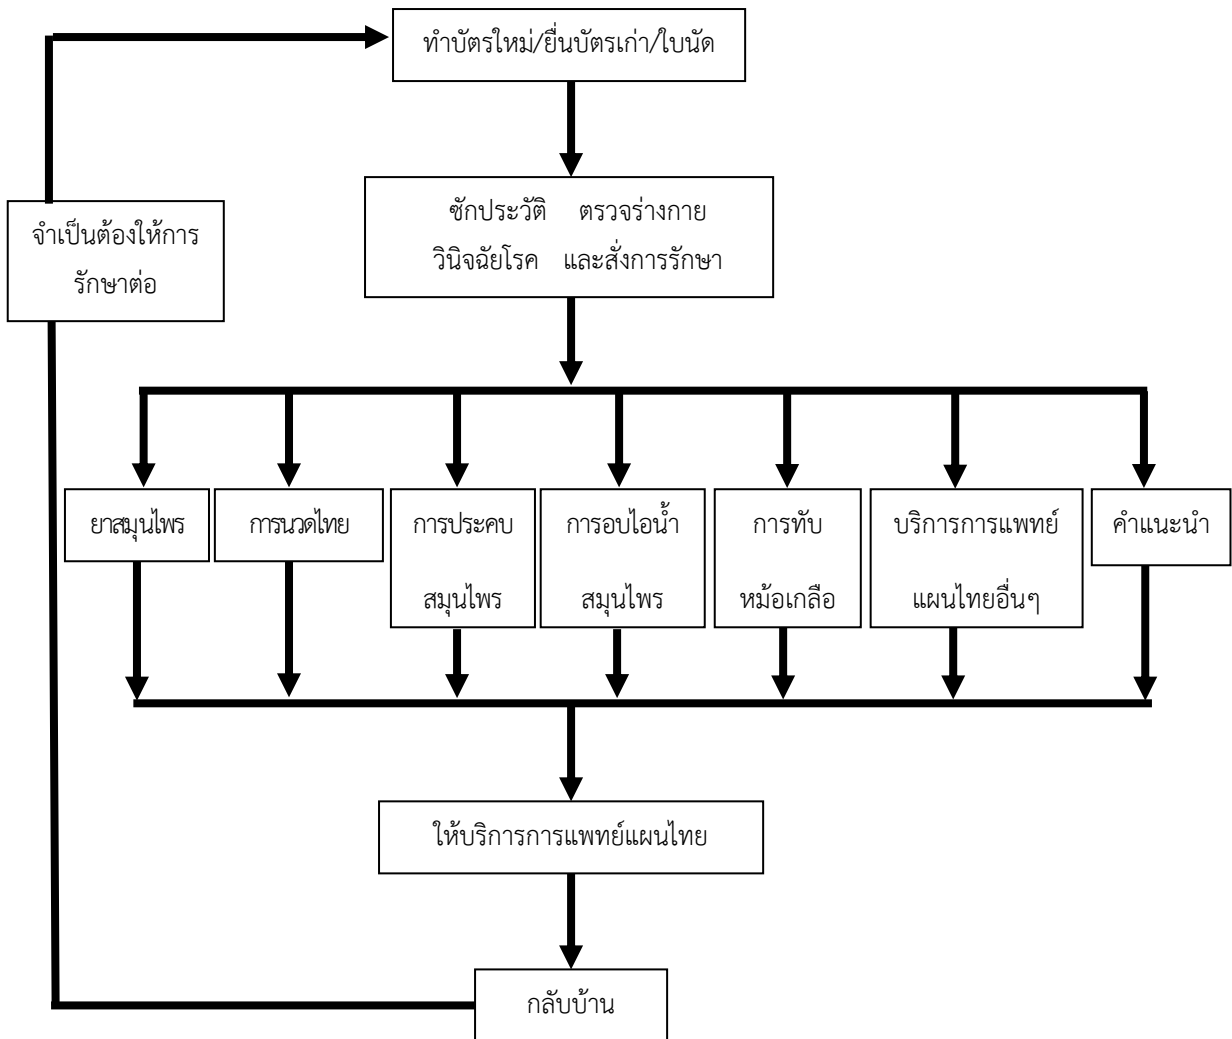 ทำบัตรใหม่/ยื่นบัตรเก่า/ใบนัด
ซักประวัติ ตรวจร่างกาย
วินิจฉัยโรค และสั่งการรักษา
จำเป็นต้องให้การ
รักษาต่อ
ยาสมุนไพร
การนวดไทย
การประคบ
สมุนไพร
การอบไอน้ำ
สมุนไพร
การทับ
หม้อเกลือ
บริการการแพทย์
แผนไทยอื่นๆ
คำแนะนำ
ให้บริการการแพทย์แผนไทย
กลับบ้าน